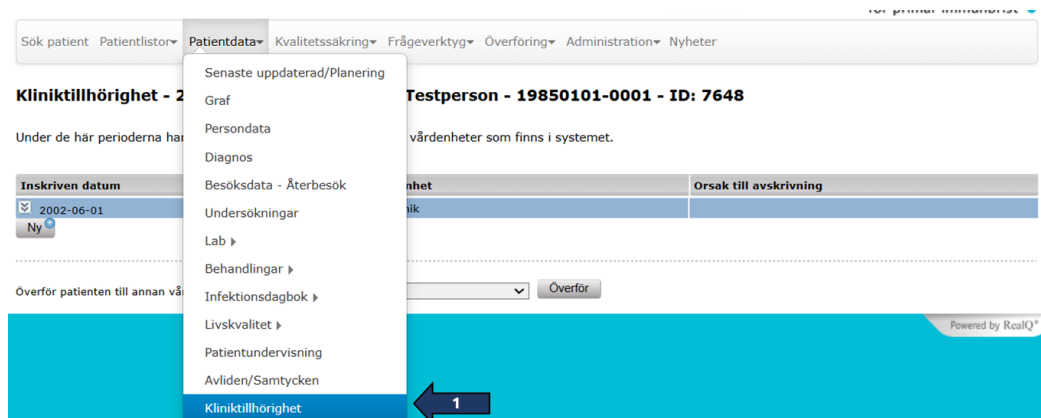 för primär immunbrist
Sök patient Patientlistor Patientdata Kvalitetssäkring Frågeverktyg Överföring Administration Nyheter
Senaste uppdaterad/Planering
Graf
Persondata
Diagnos
Besöksdata - Återbesök
Undersökningar
Lab
Behandlingar
Infektionsdagbok
Livskvalitet
Patientundervisning
Avliden/Samtycken
Kliniktillhörighet
1
Kliniktillhörighet - 2 Testperson - 19850101-0001 - ID: 7648
Under de här perioderna har vårdenheter som finns i systemet.
Inskriven datum nhet Orsak till avskrivning
2002-06-01 nik
Ny
Överför patienten till annan vår Överför
Powered by RealQ®